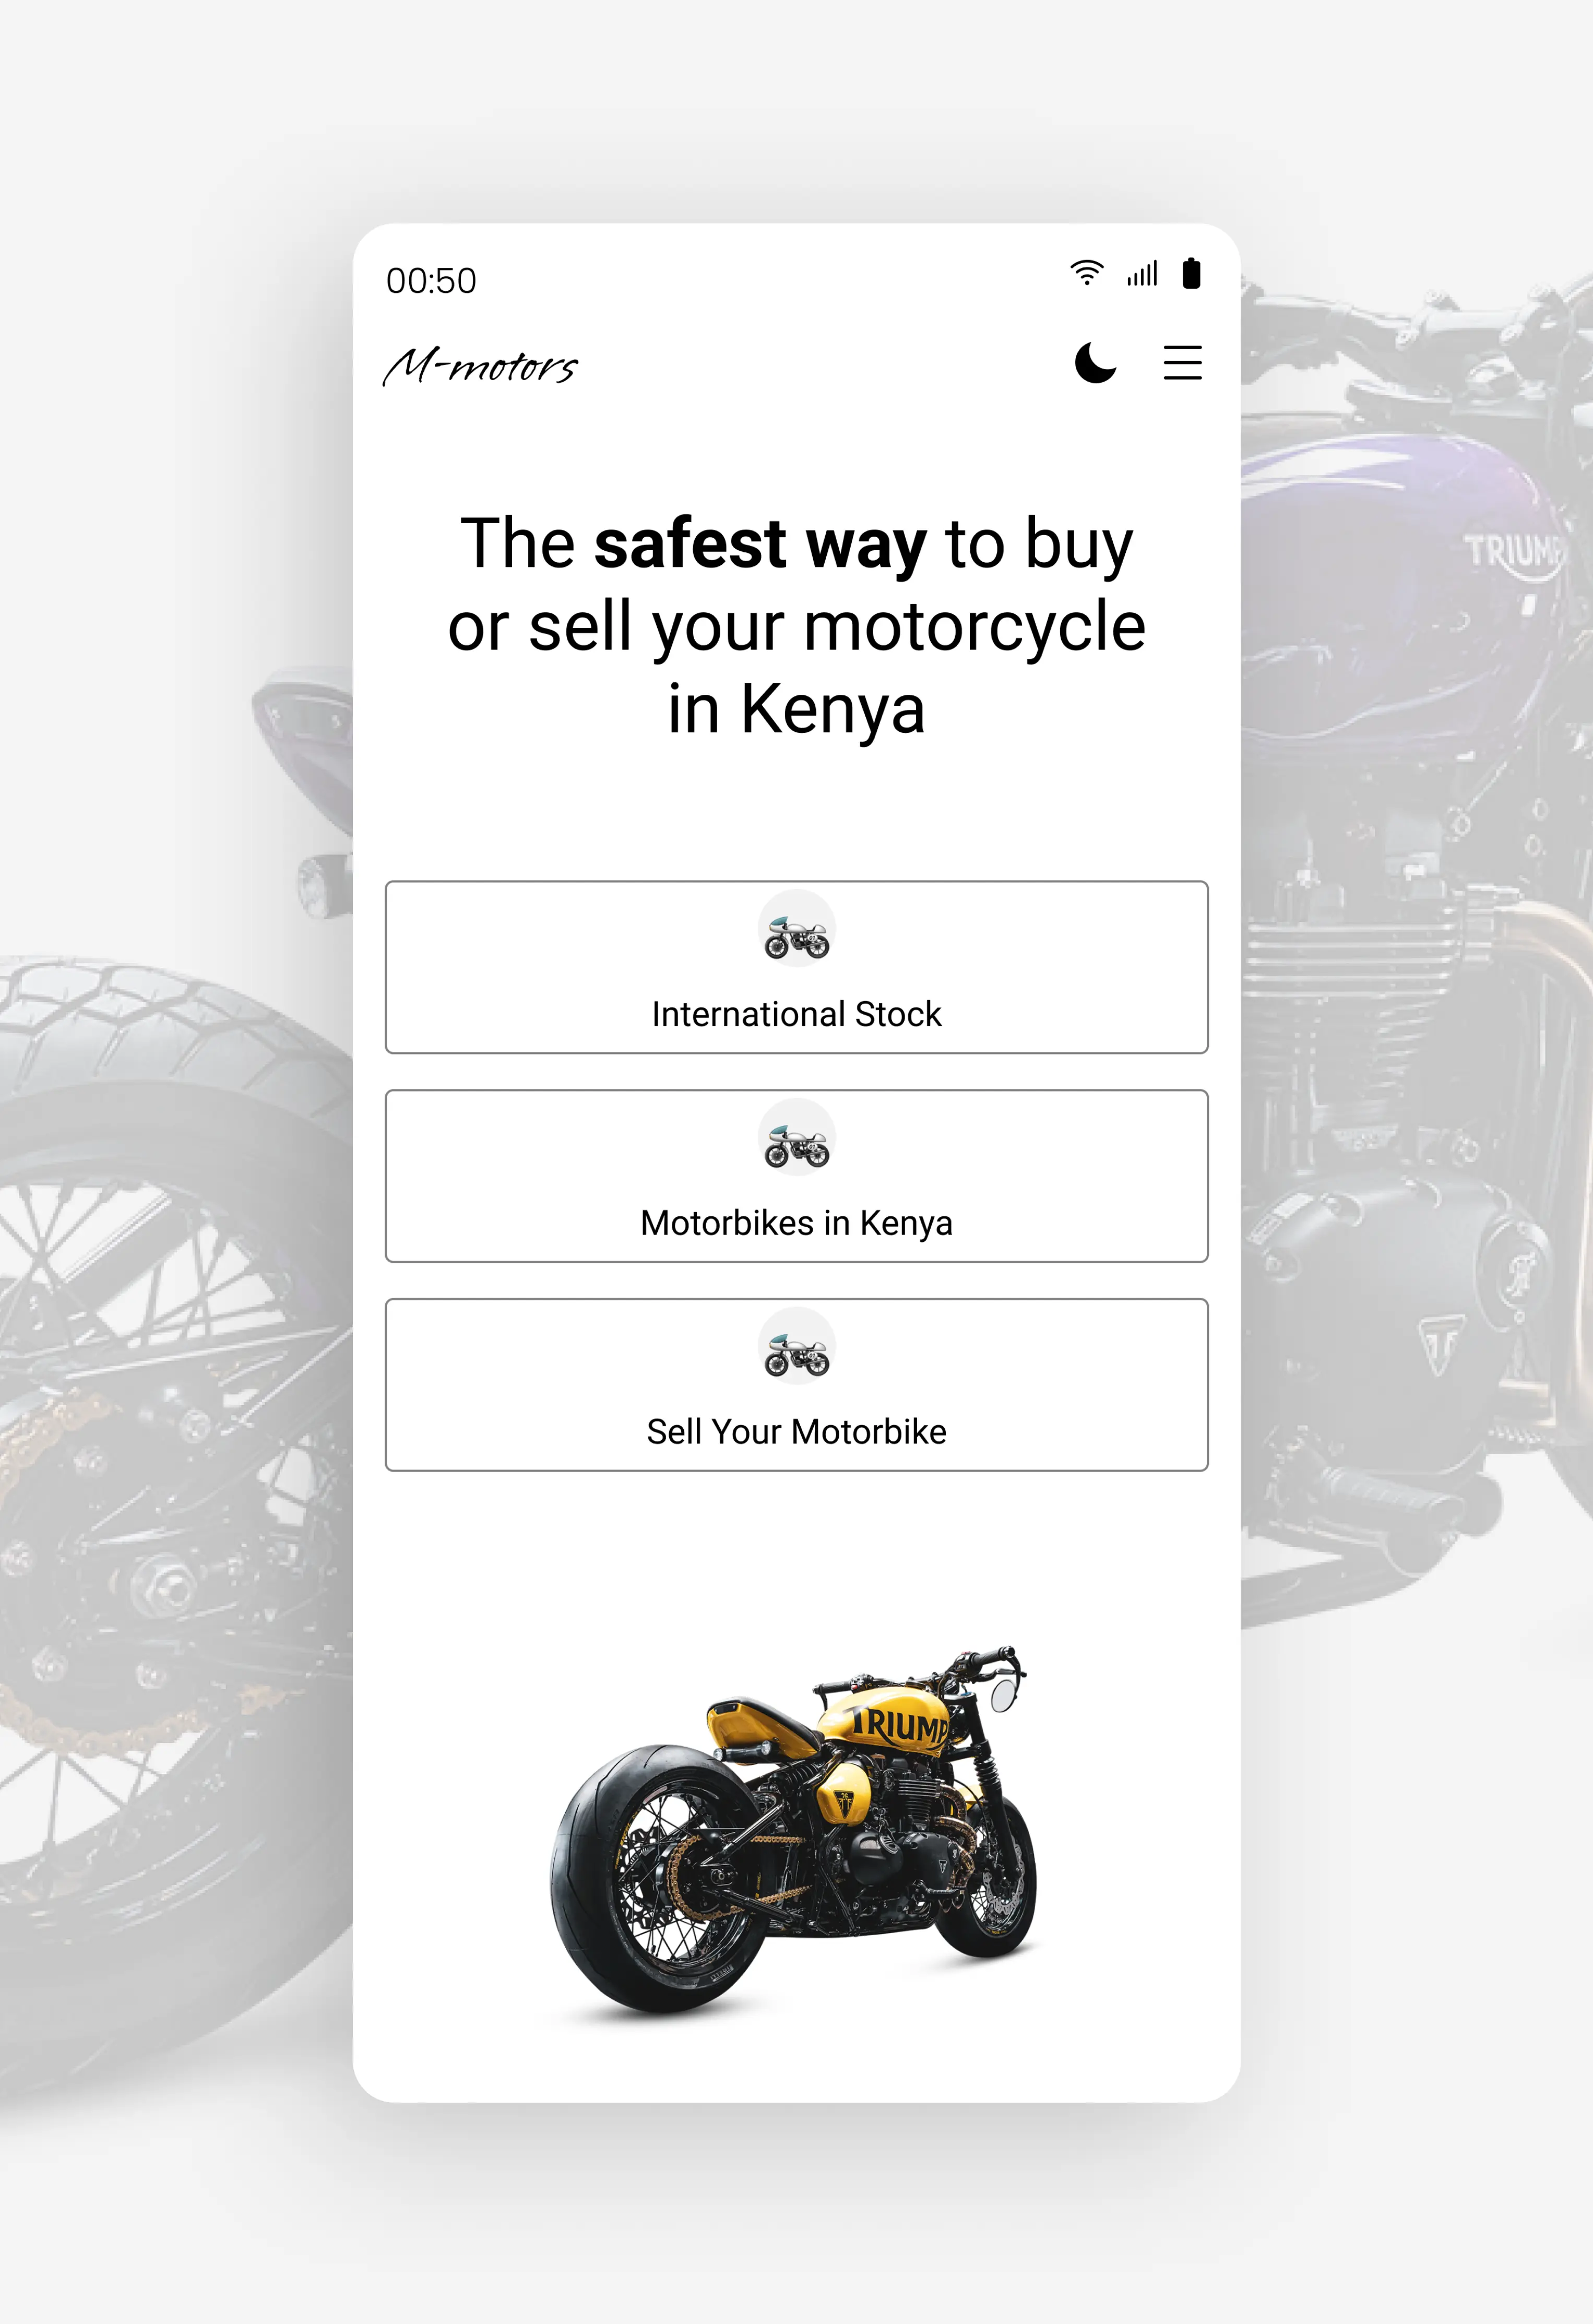 00:50
M-motors
The safest way to buy
or sell your motorcycle
in Kenya
TRIUMP
International Stock
Motorbikes in Kenya
Sell Your Motorbike
TRIUMP